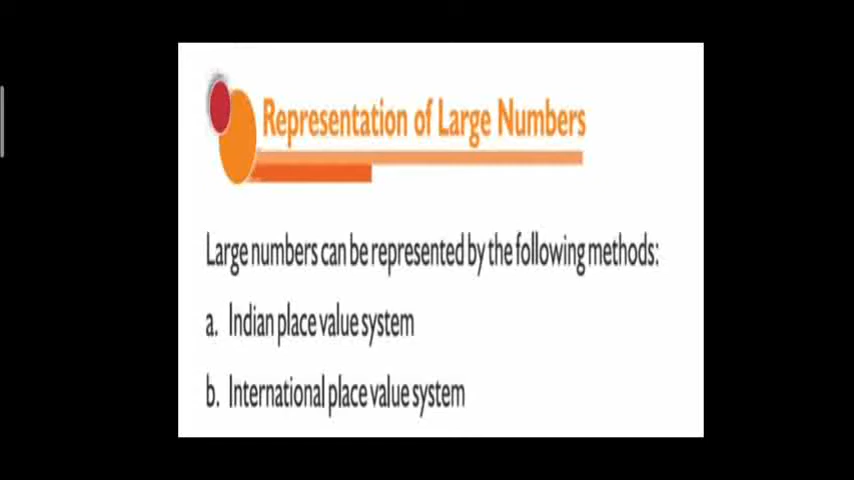 Representation of Large Numbers
Large numbers can be represented by the following methods:
a. Indian place value system
b. International place value system